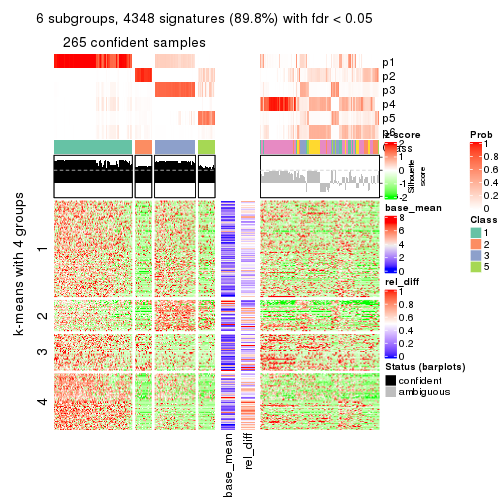 6 subgroups, 4348 signatures (89.8%) with fdr < 0.05
265 confident samples
p1
p2
p3
p4
p5
p6
Class
z_score
2
1
0
-1
-2
Silhouette
score
Prob
1
0.8
0.6
0.4
0.2
0
base_mean
8
6
4
2
0
Class
1
2
3
5
rel_diff
1
0.8
0.6
0.4
0.2
0
Status (barplots)
confident
ambiguous
k-means with 4 groups
1
2
3
4
base_mean
rel_diff